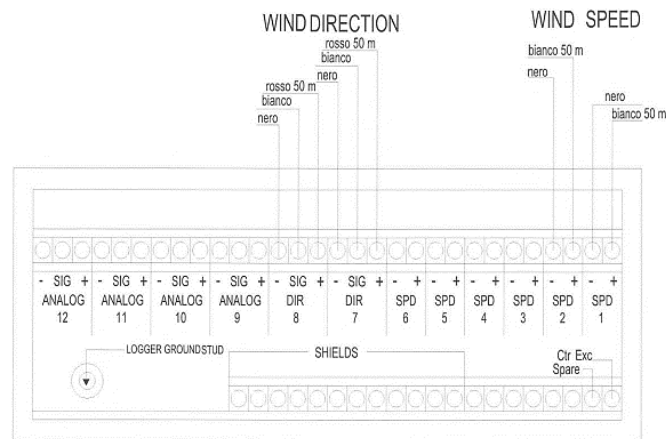 WIND DIRECTION
WIND SPEED
rosso 50 m
bianco
nero
rosso 50 m
bianco
nero
bianco 50 m
nero
nero
bianco 50 m
- SIG + - SIG + - SIG + - SIG + - SIG + - SIG + - + - + - + - + - + - +
ANALOG ANALOG ANALOG ANALOG DIR DIR SPD SPD SPD SPD SPD SPD
12 11 10 9 8 7 6 5 4 3 2 1
LOGGER GROUND STUD
SHIELDS
Ctr Exc
Spare